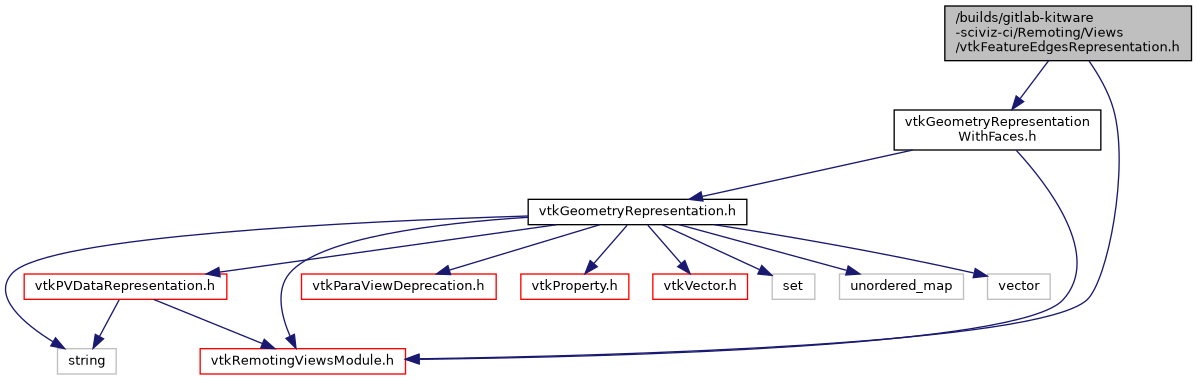 /builds/gitlab-kitware
-sciviz-ci/Remoting/Views
/vtkFeatureEdgesRepresentation.h
vtkGeometryRepresentation
WithFaces.h
vtkGeometryRepresentation.h
vtkPVDataRepresentation.h
vtkParaViewDeprecation.h
vtkProperty.h
vtkVector.h
set
unordered_map
vector
string
vtkRemotingViewsModule.h